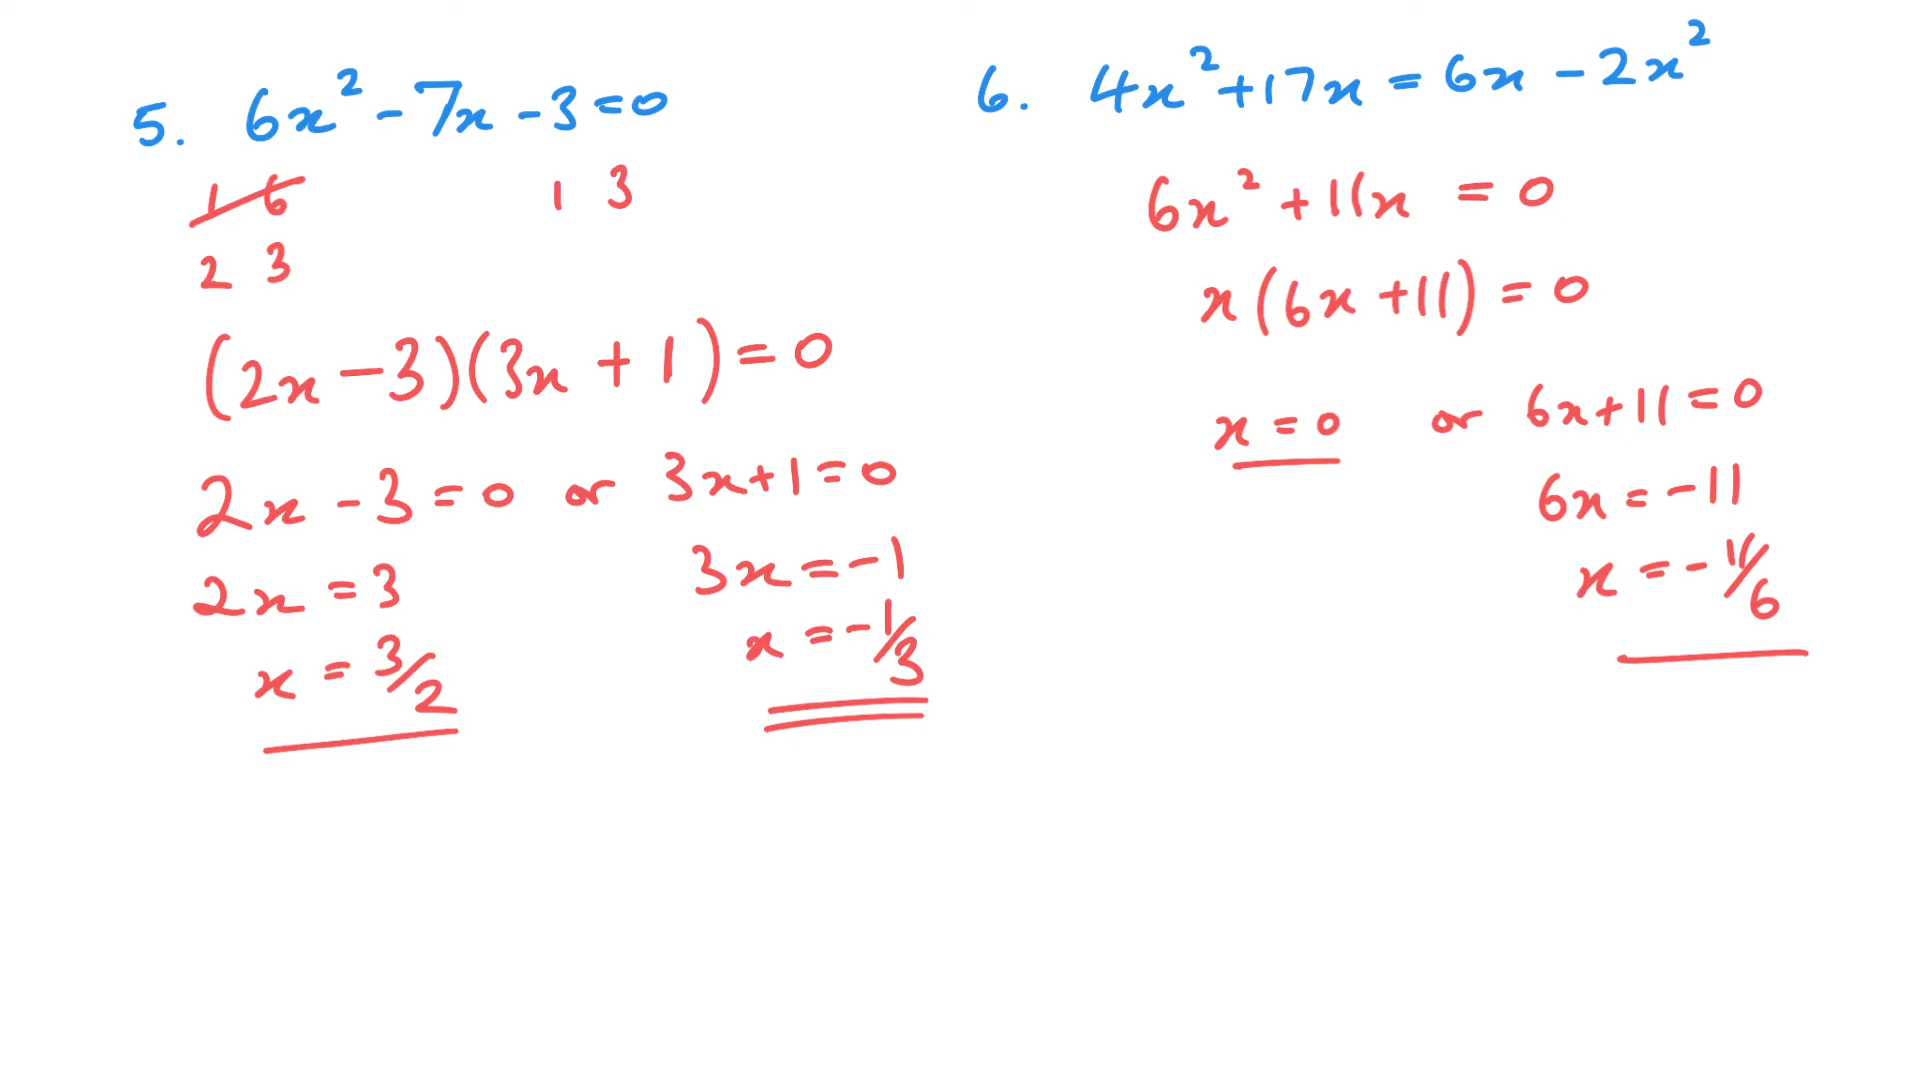 5. 6x² - 7x - 3 = 0
1 6 1 3
2 3
(2x - 3)(3x + 1) = 0
2x - 3 = 0 or 3x + 1 = 0
2x = 3 3x = -1
x = 3/2 x = -1/3
6. 4x² + 17x = 6x - 2x²
6x² + 11x = 0
x(6x + 11) = 0
x = 0 or 6x + 11 = 0
6x = -11
x = -11/6